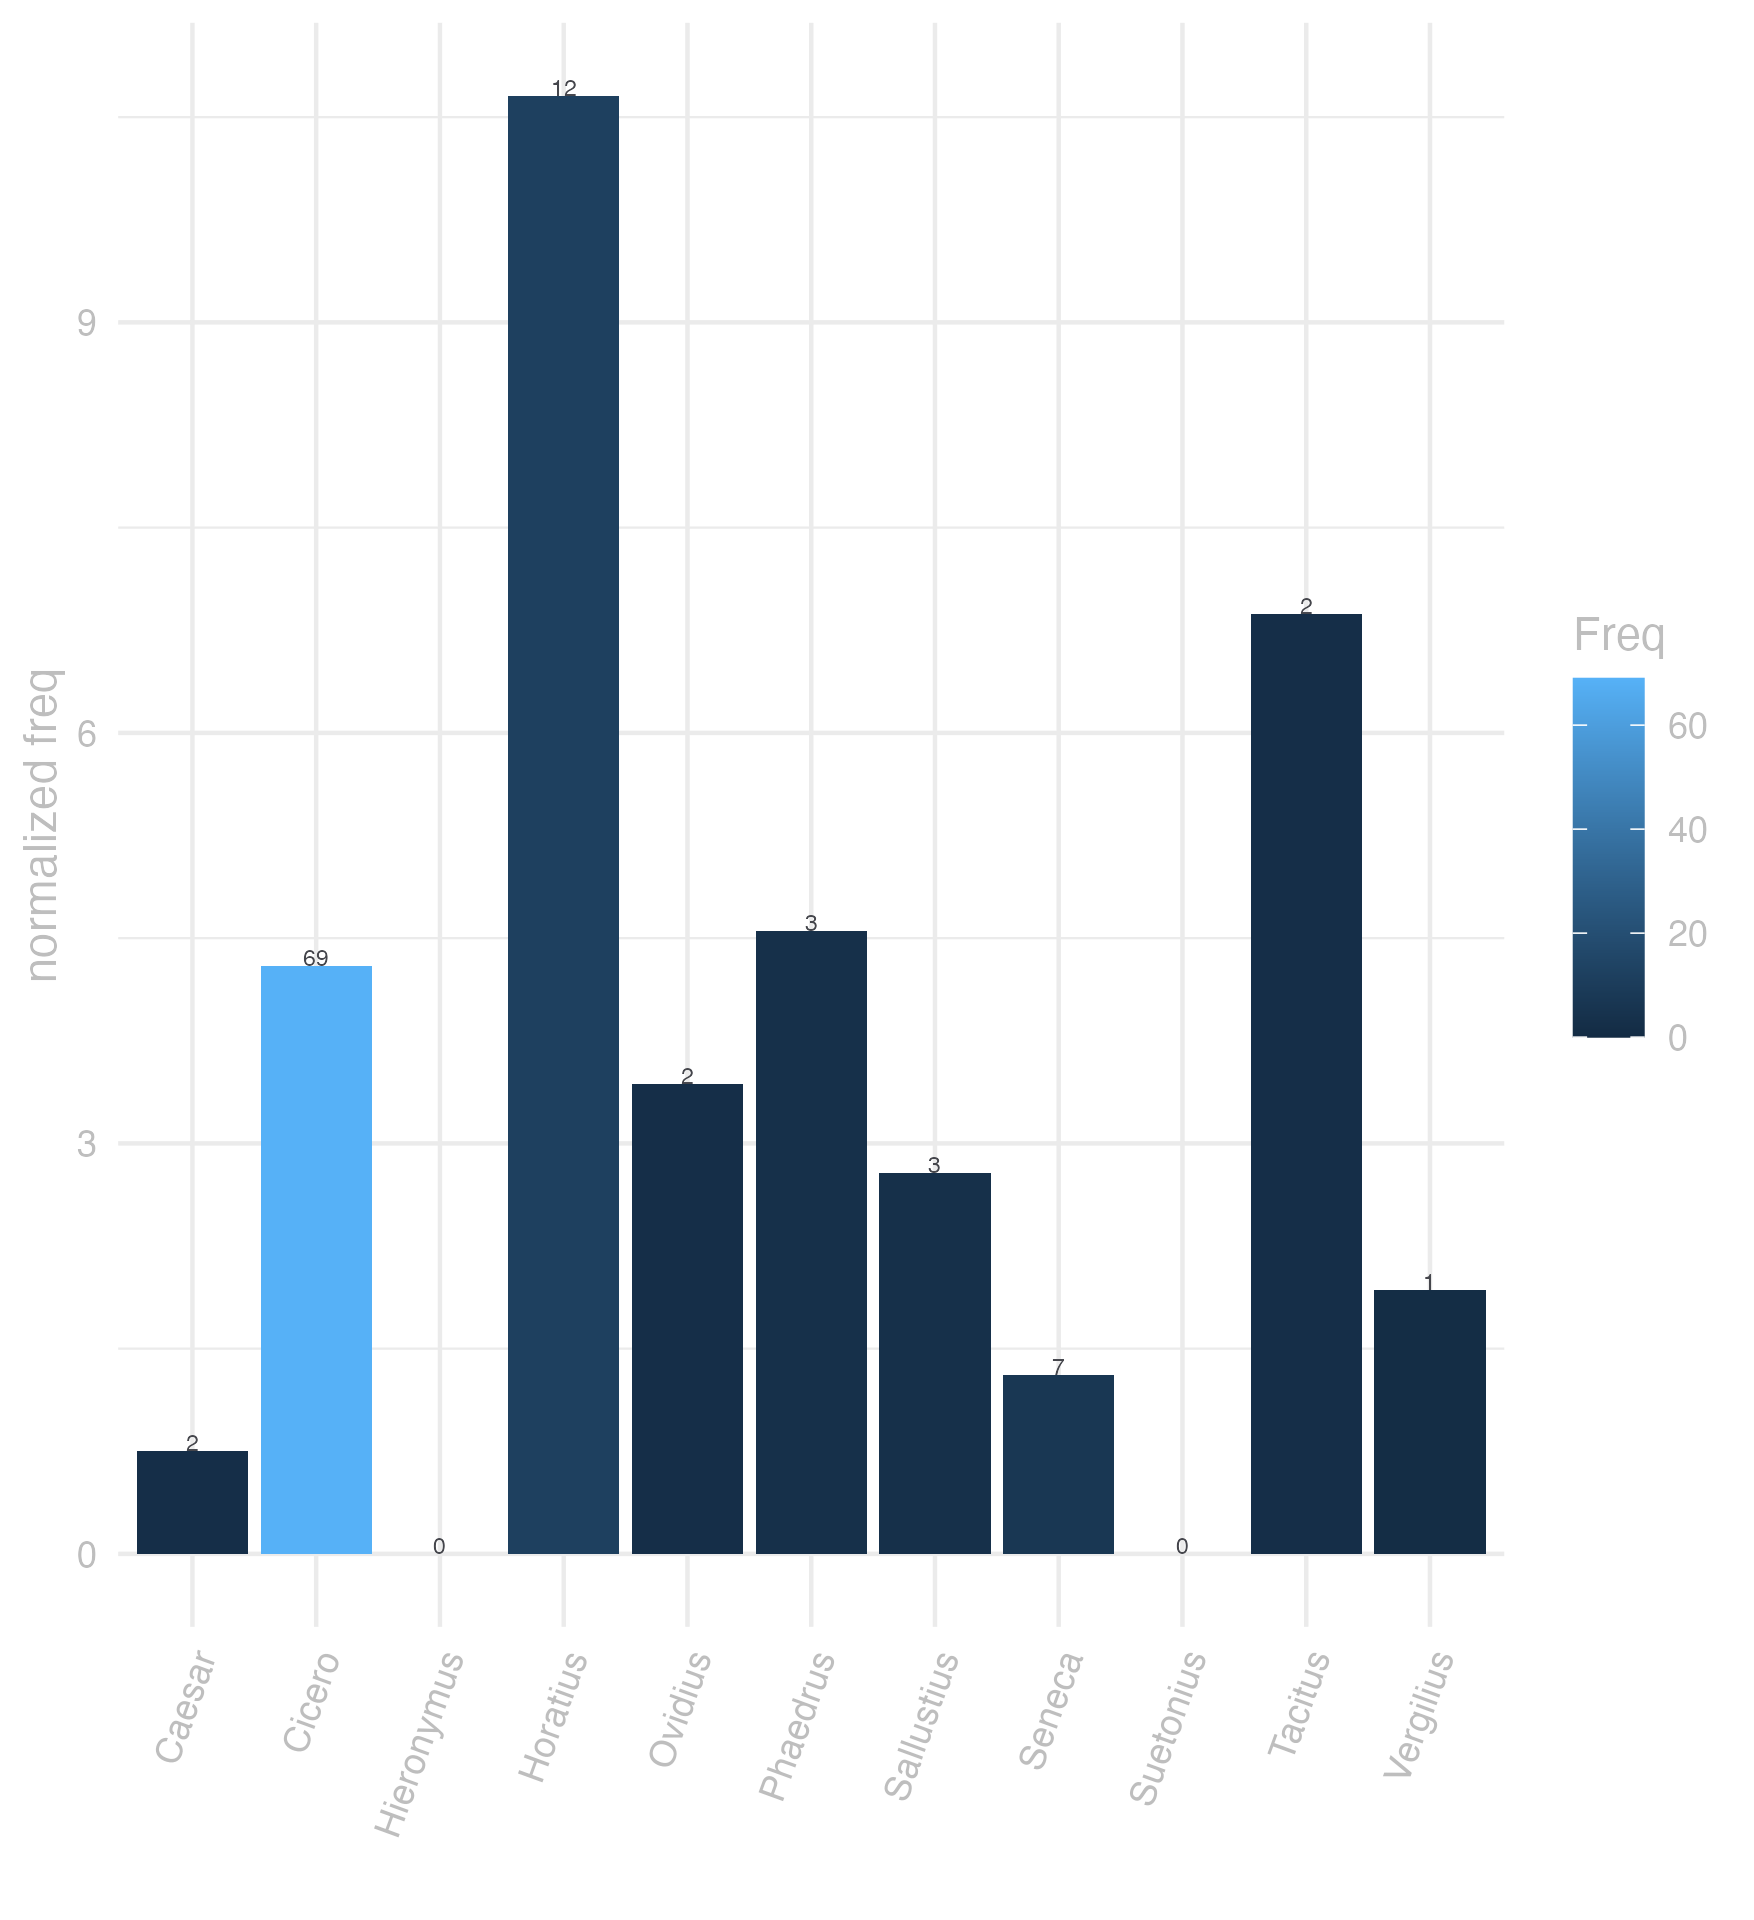 12
9
2
Freq
6
60
40
normalized freq
3
20
69
0
2
3
3
1
7
2
0
0
0
Caesar
Cicero
Hieronymus
Horatius
Ovidius
Phaedrus
Sallustius
Seneca
Suetonius
Tacitus
Vergilius